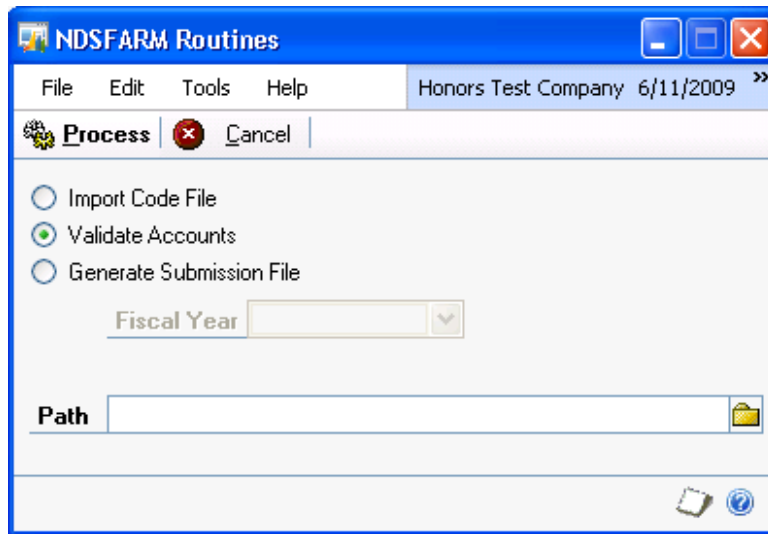 NDSFARM Routines
File Edit Tools Help Honors Test Company 6/11/2009 »
Process Cancel
Import Code File
Validate Accounts
Generate Submission File
Fiscal Year
Path